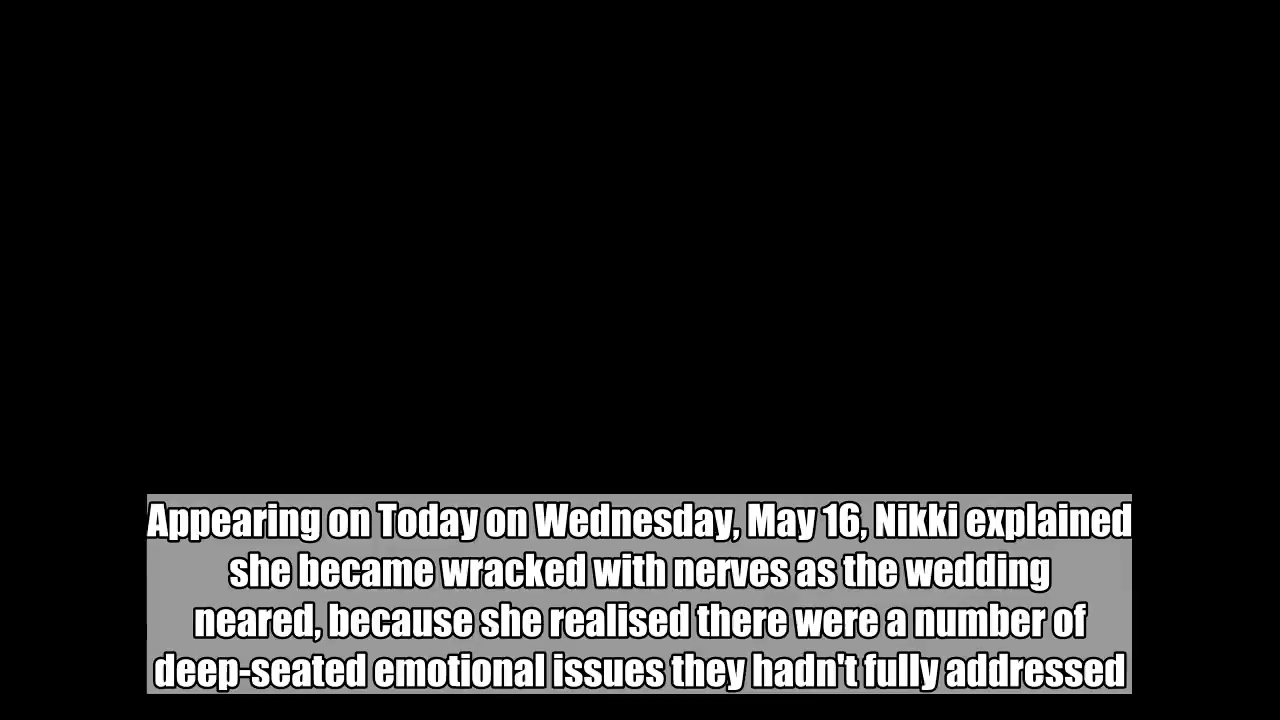 Appearing on Today on Wednesday, May 16, Nikki explained
she became wracked with nerves as the wedding
neared, because she realised there were a number of
deep-seated emotional issues they hadn't fully addressed